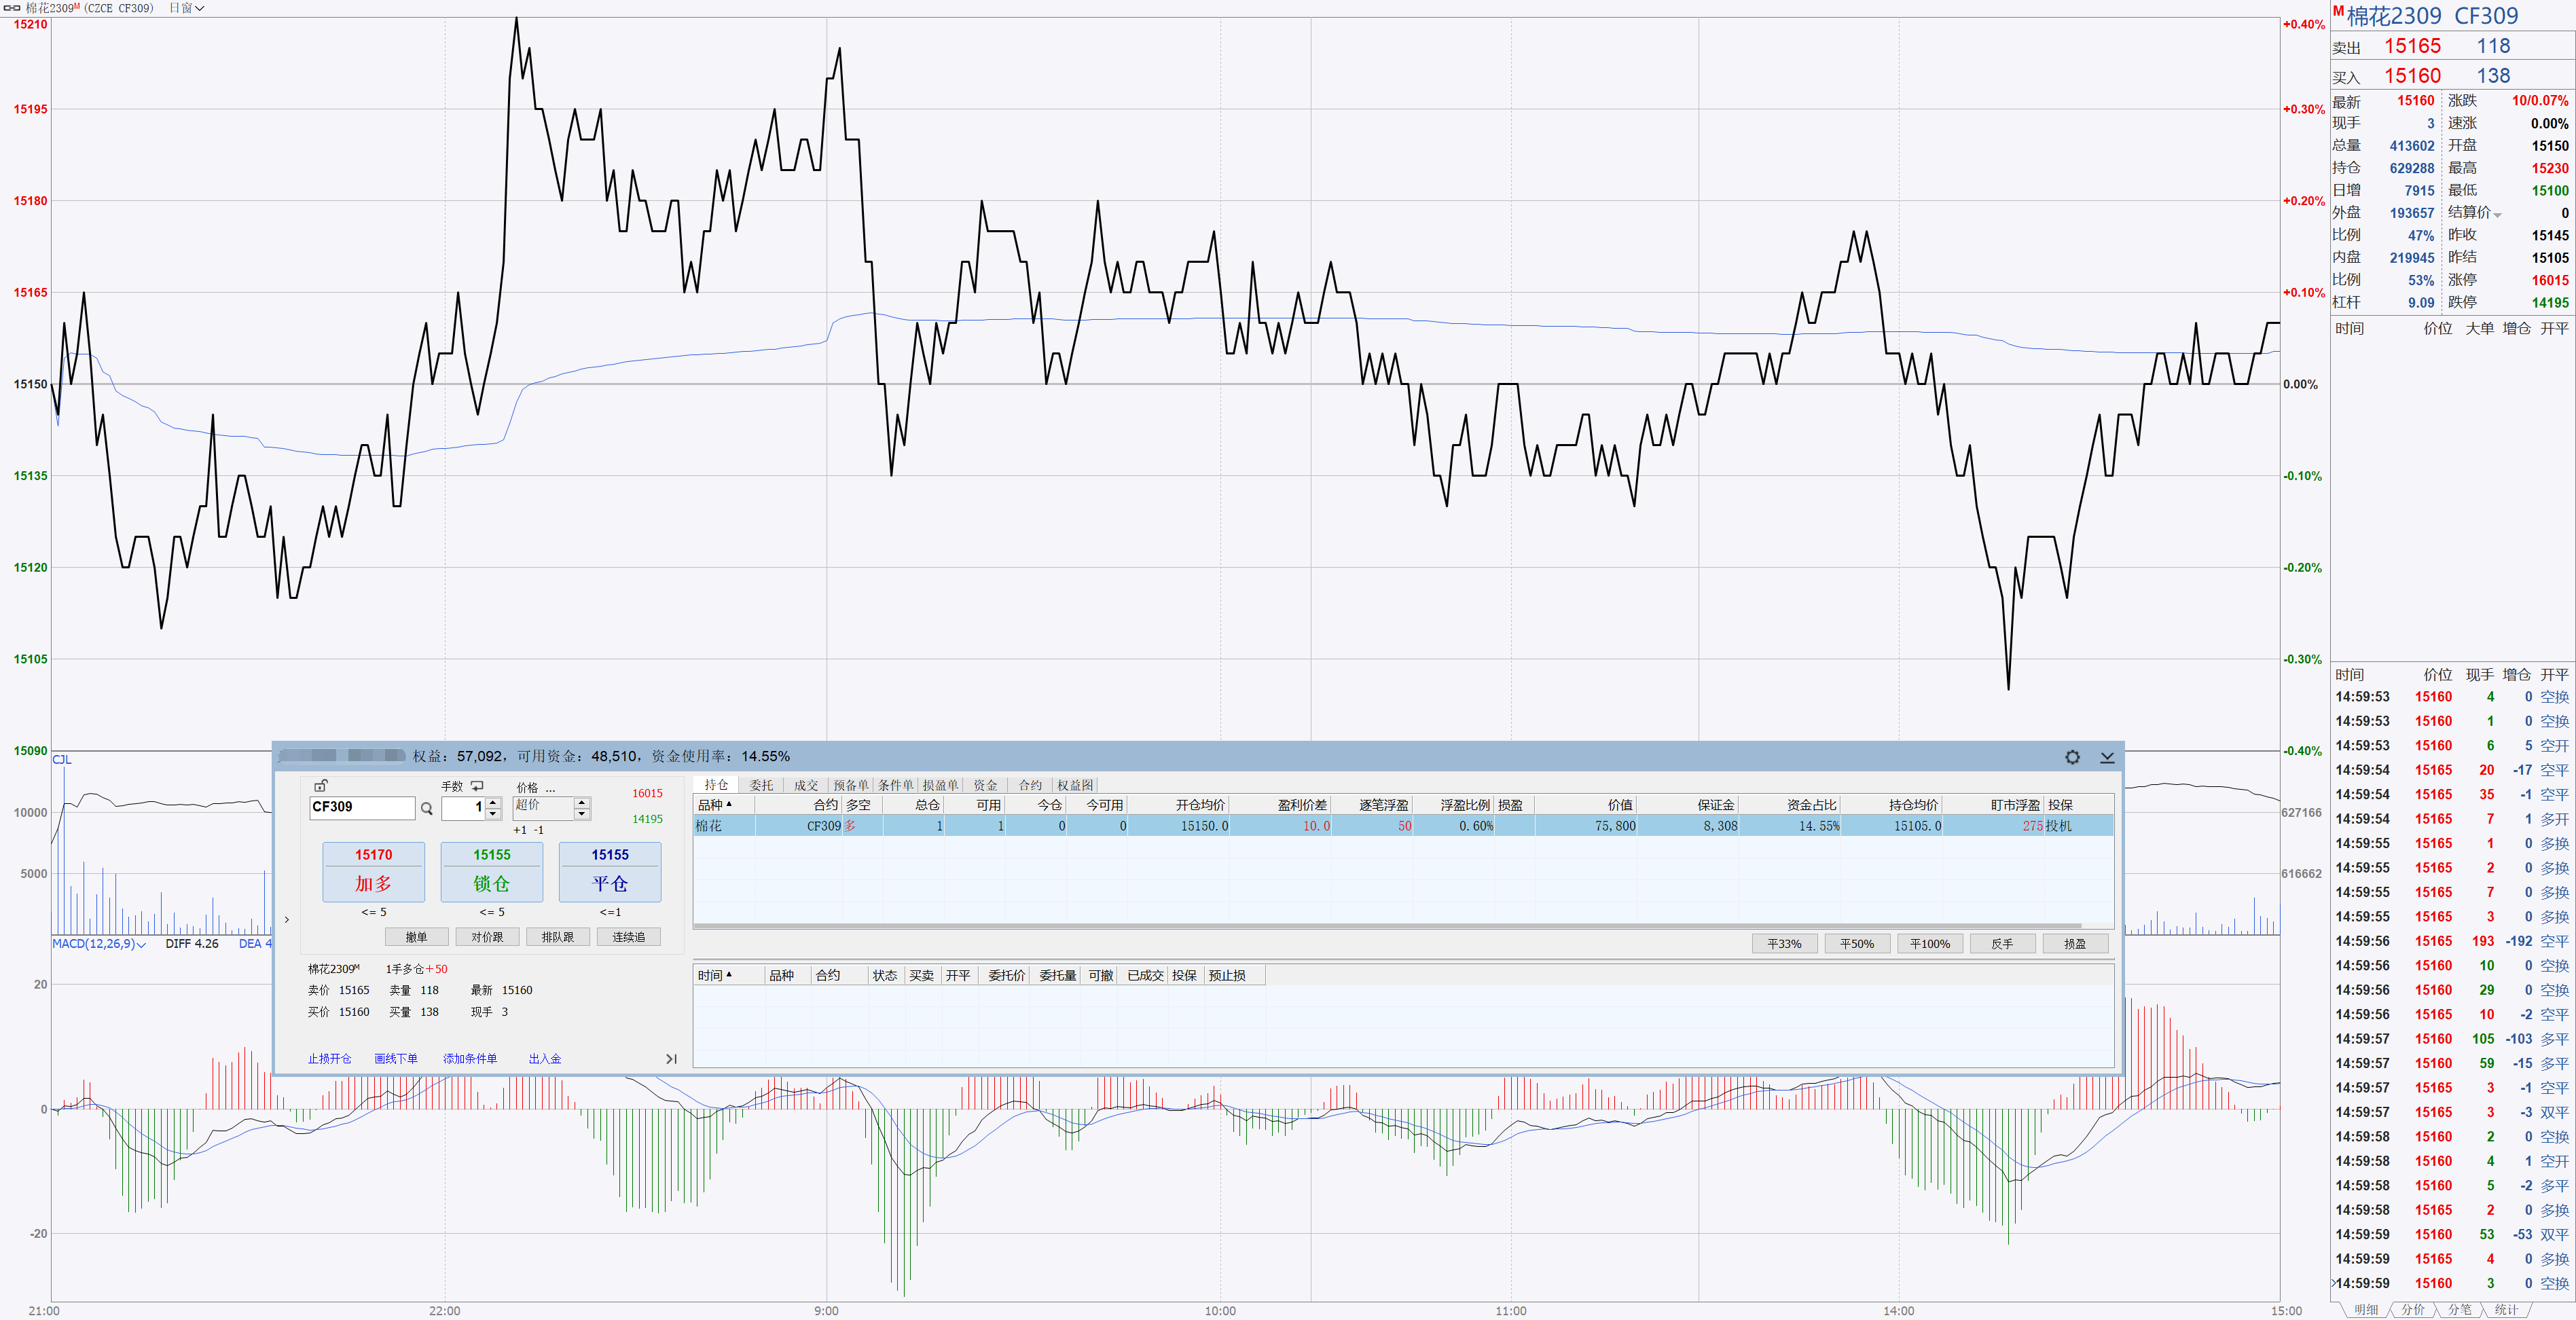 棉花2309M (CZCE CF309) 日窗
15210
15195
15180
15165
15150
15135
15120
15105
15090
+0.40%
+0.30%
+0.20%
+0.10%
0.00%
-0.10%
-0.20%
-0.30%
-0.40%
CJL
10000
5000
627166
616662
MACD(12,26,9) DIFF 4.26 DEA 4
20
0
-20
21:00 22:00 9:00 10:00 11:00 14:00 15:00
权益：57,092，可用资金：48,510，资金使用率：14.55%
手数 价格 ...
CF309 1 超价
16015
14195
+1 -1
15170 15155 15155
加多 锁仓 平仓
<= 5 <= 5 <=1
撤单 对价跟 排队跟 连续追
棉花2309M 1手多仓+50
卖价 15165 卖量 118 最新 15160
买价 15160 买量 138 现手 3
止损开仓 画线下单 添加条件单 出入金
持仓 委托 成交 预备单 条件单 损盈单 资金 合约 权益图
品种 合约 多空 总仓 可用 今仓 今可用 开仓均价 盈利价差 逐笔浮盈 浮盈比例 损盈 价值 保证金 资金占比 持仓均价 盯市浮盈 投保
棉花 CF309 多 1 1 0 0 15150.0 10.0 50 0.60% 75,800 8,308 14.55% 15105.0 275 投机
平33% 平50% 平100% 反手 损盈
时间 品种 合约 状态 买卖 开平 委托价 委托量 可撤 已成交 投保 预止损
M棉花2309 CF309
卖出 15165 118
买入 15160 138
最新 15160 涨跌 10/0.07%
现手 3 速涨 0.00%
总量 413602 开盘 15150
持仓 629288 最高 15230
日增 7915 最低 15100
外盘 193657 结算价 0
比例 47% 昨收 15145
内盘 219945 昨结 15105
比例 53% 涨停 16015
杠杆 9.09 跌停 14195
时间 价位 大单 增仓 开平
时间 价位 现手 增仓 开平
14:59:53 15160 4 0 空换
14:59:53 15160 1 0 空换
14:59:53 15160 6 5 空开
14:59:54 15165 20 -17 空平
14:59:54 15165 35 -1 空平
14:59:54 15165 7 1 多开
14:59:55 15165 1 0 多换
14:59:55 15165 2 0 多换
14:59:55 15165 7 0 多换
14:59:55 15165 3 0 多换
14:59:56 15165 193 -192 空平
14:59:56 15160 10 0 空换
14:59:56 15160 29 0 空换
14:59:56 15165 10 -2 空平
14:59:57 15160 105 -103 多平
14:59:57 15160 59 -15 多平
14:59:57 15165 3 -1 空平
14:59:57 15165 3 -3 双平
14:59:58 15160 2 0 空换
14:59:58 15160 4 1 空开
14:59:58 15160 5 -2 多平
14:59:58 15165 2 0 多换
14:59:59 15160 53 -53 双平
14:59:59 15165 4 0 多换
14:59:59 15160 3 0 空换
明细 分价 分笔 统计